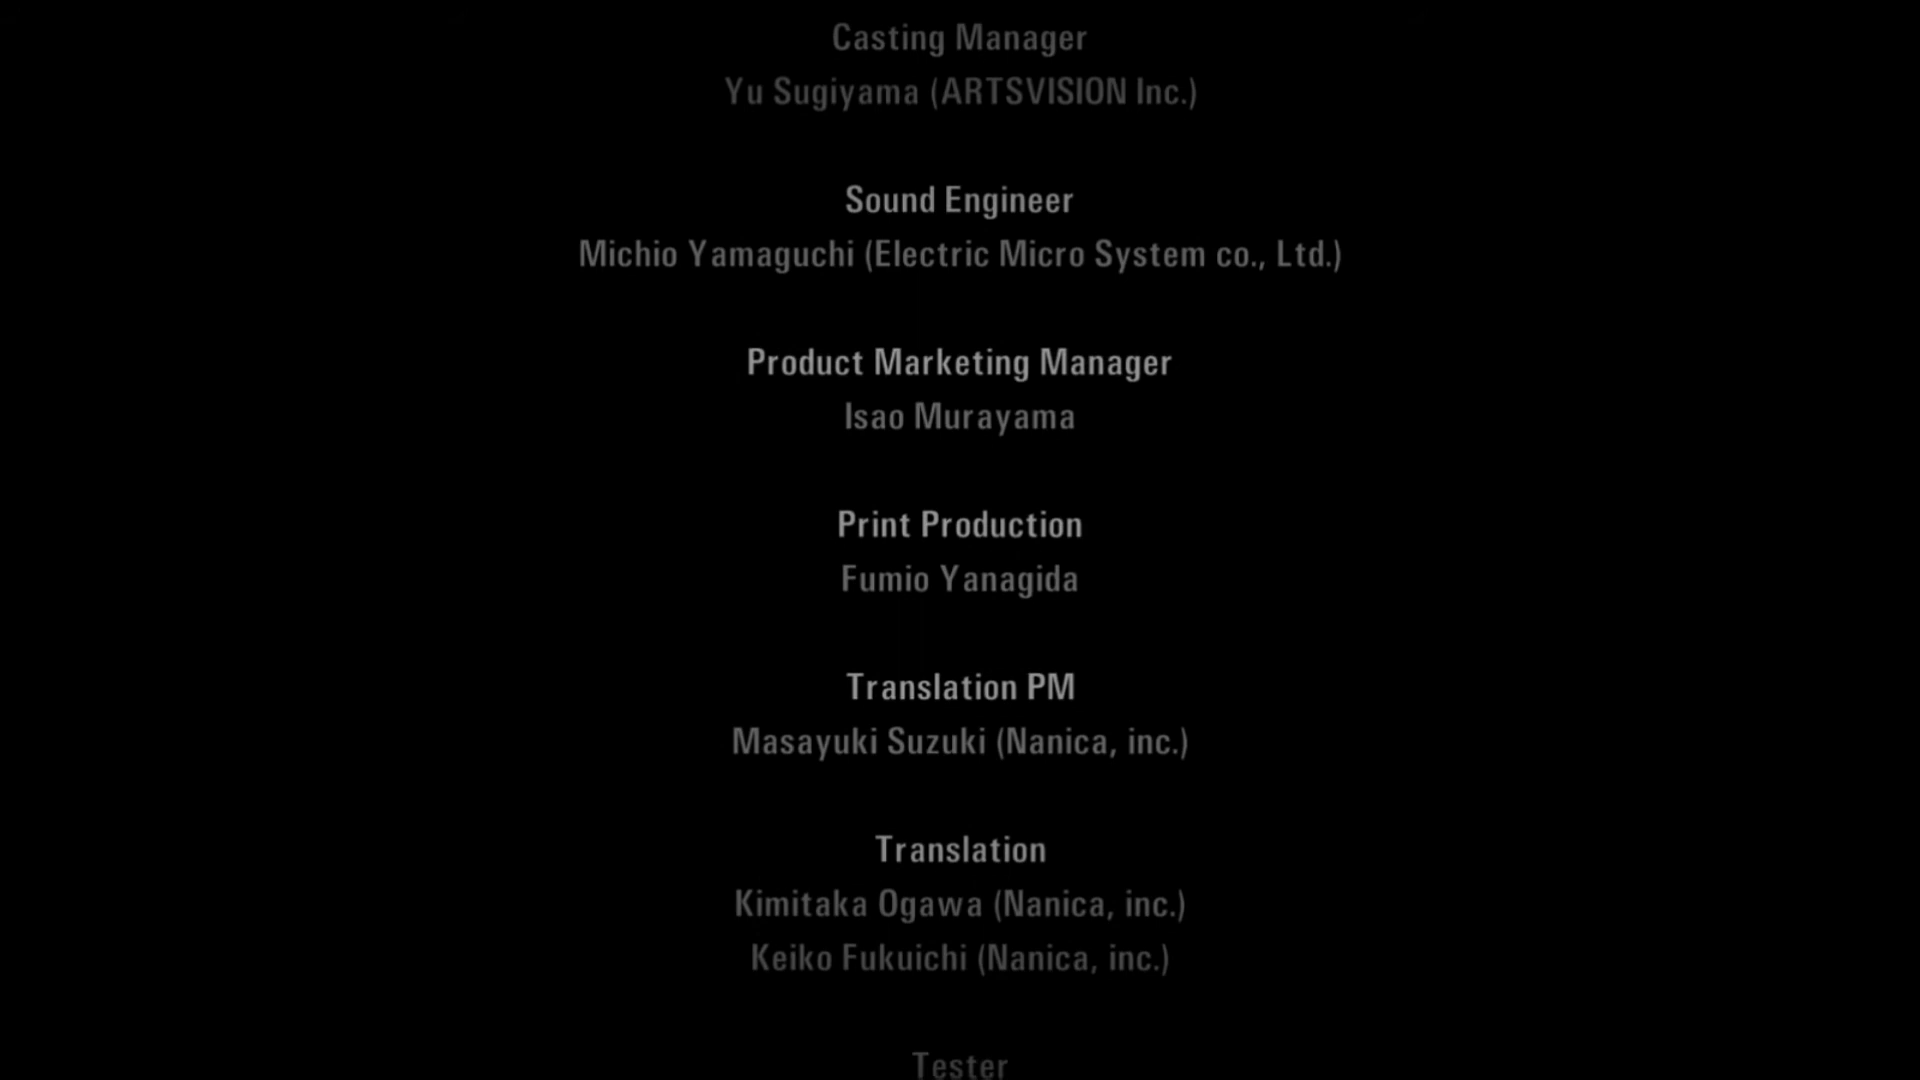 Casting Manager
Yu Sugiyama (ARTSVISION Inc.)
Sound Engineer
Michio Yamaguchi (Electric Micro System co., Ltd.)
Product Marketing Manager
Isao Murayama
Print Production
Fumio Yanagida
Translation PM
Masayuki Suzuki (Nanica, inc.)
Translation
Kimitaka Ogawa (Nanica, inc.)
Keiko Fukuichi (Nanica, inc.)
Tester